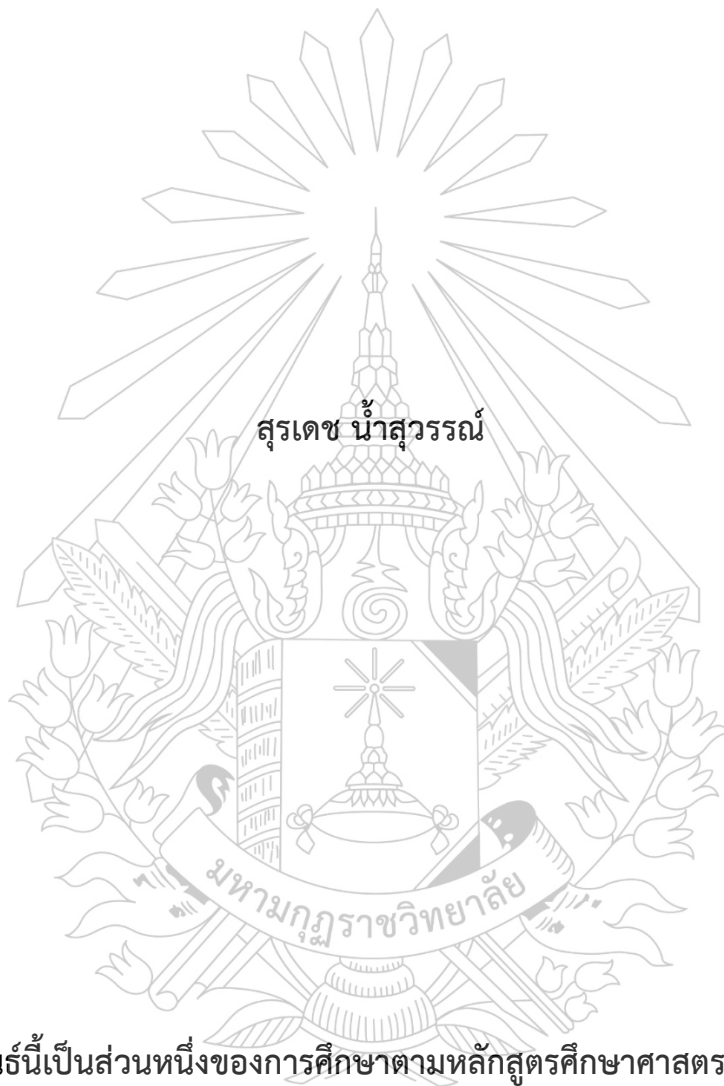 สุรเดช น้ำสุวรรณ์
มหามกุฏราชวิทยาลัย
นธ์นี้เป็นส่วนหนึ่งของการศึกษาตามหลักสูตรศึกษาศาสตร